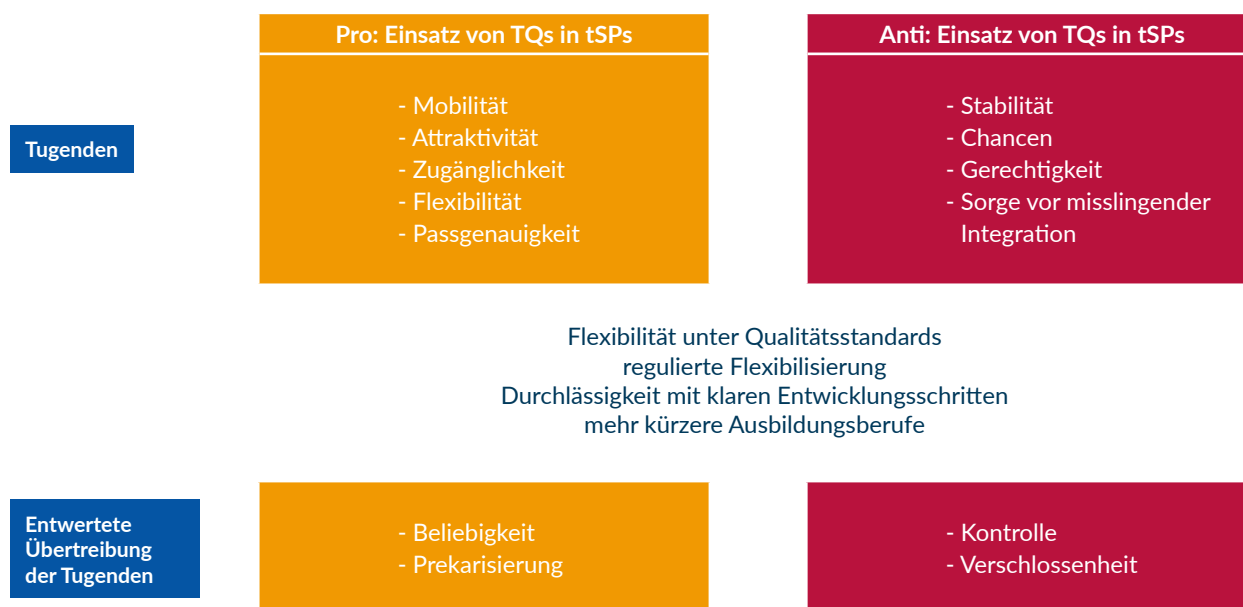 Pro: Einsatz von TQs in tSPs
Anti: Einsatz von TQs in tSPs
Tugenden
- Mobilität
- Attraktivität
- Zugänglichkeit
- Flexibilität
- Passgenauigkeit
- Stabilität
- Chancen
- Gerechtigkeit
- Sorge vor misslingender
Integration
Flexibilität unter Qualitätsstandards
regulierte Flexibilisierung
Durchlässigkeit mit klaren Entwicklungsschritten
mehr kürzere Ausbildungsberufe
Entwertete
Übertreibung
der Tugenden
- Beliebigkeit
- Prekarisierung
- Kontrolle
- Verschlossenheit